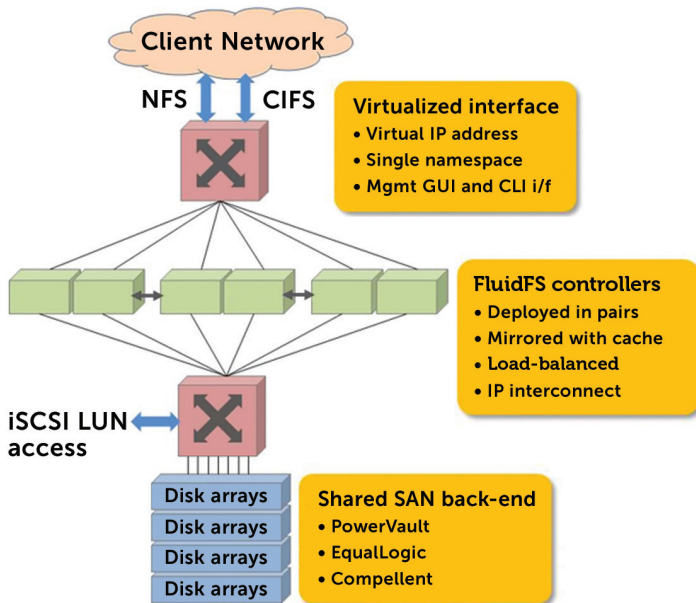 Client Network
NFS
CIFS
Virtualized interface
• Virtual IP address
• Single namespace
• Mgmt GUI and CLI i/f
FluidFS controllers
• Deployed in pairs
• Mirrored with cache
• Load-balanced
• IP interconnect
iSCSI LUN
access
Disk arrays
Disk arrays
Disk arrays
Disk arrays
Shared SAN back-end
• PowerVault
• EqualLogic
• Compellent